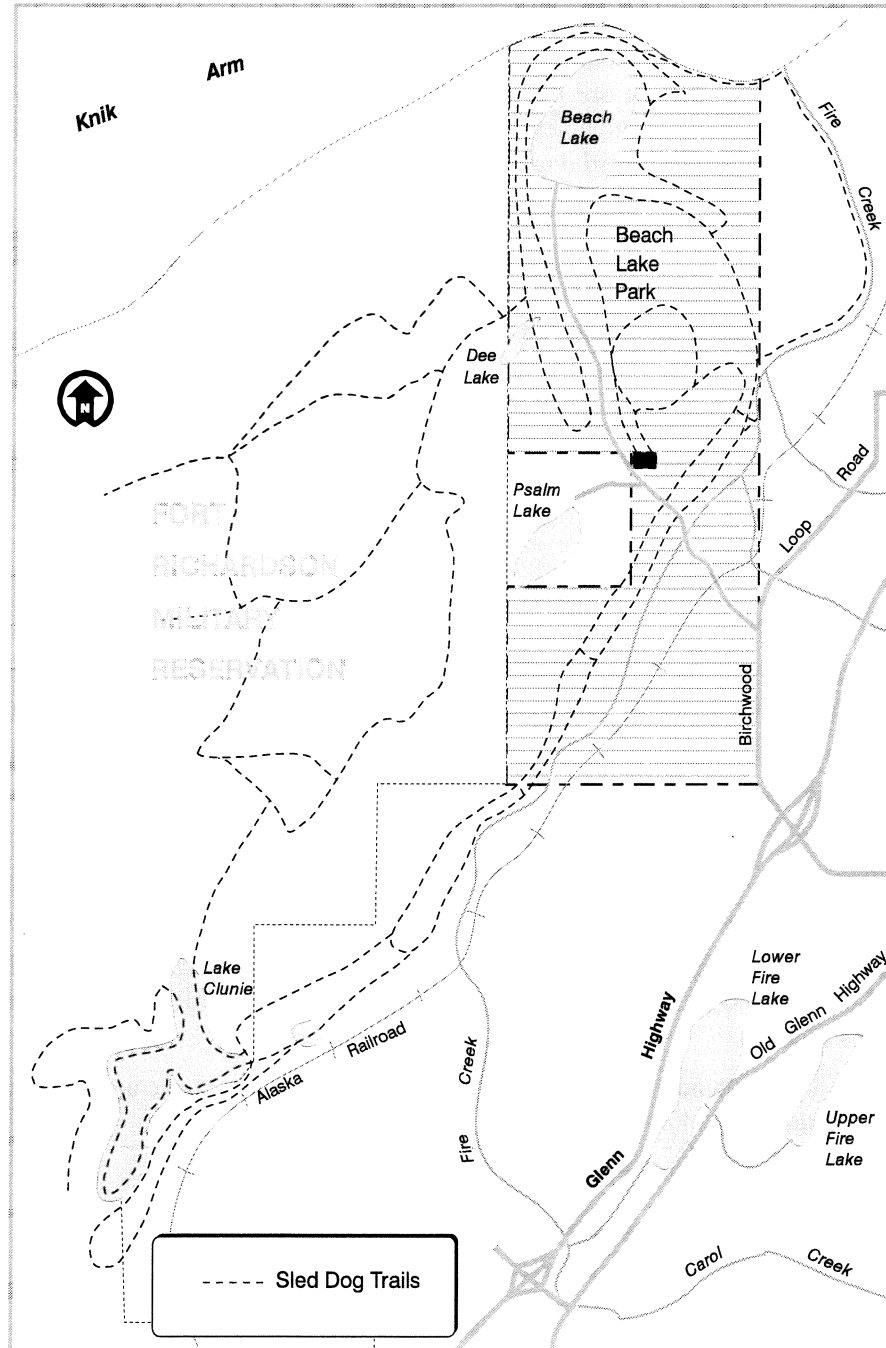 Knik Arm
Beach
Lake
Fire Creek
Beach
Lake
Park
Dee
Lake
N
Psalm
Lake
Loop Road
FORT
RICHARDSON
MILITARY
RESERVATION
Birchwood
Lake
Clunie
Lower
Fire
Lake
Old Glenn Highway
Glenn Highway
Alaska Railroad
Fire Creek
Upper
Fire
Lake
Carol Creek
Sled Dog Trails